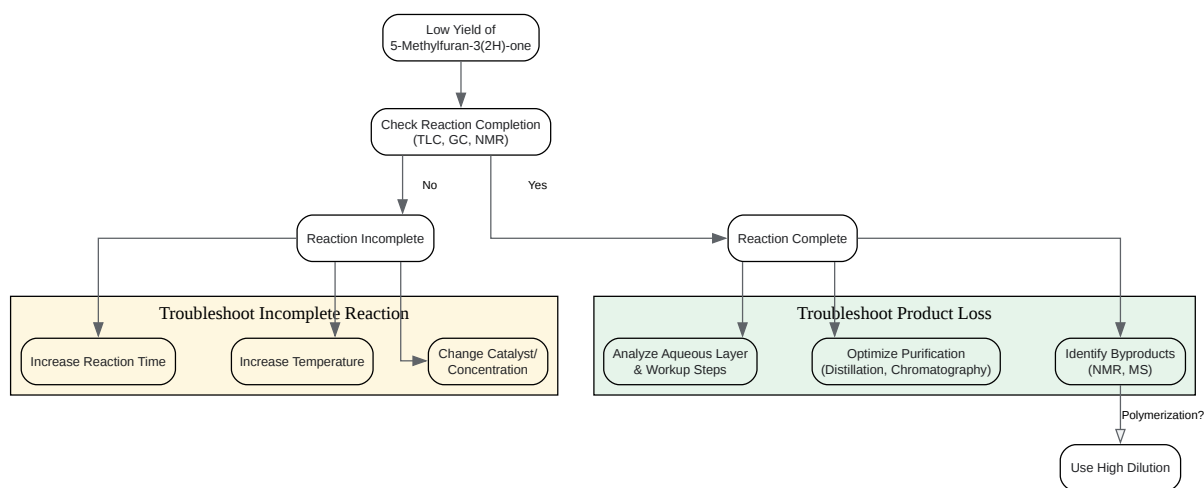 Low Yield of
5-Methylfuran-3(2H)-one
Check Reaction Completion
(TLC, GC, NMR)
No
Yes
Reaction Incomplete
Reaction Complete
Troubleshoot Incomplete Reaction
Troubleshoot Product Loss
Increase Reaction Time
Increase Temperature
Change Catalyst/
Concentration
Analyze Aqueous Layer
& Workup Steps
Optimize Purification
(Distillation, Chromatography)
Identify Byproducts
(NMR, MS)
Polymerization?
Use High Dilution